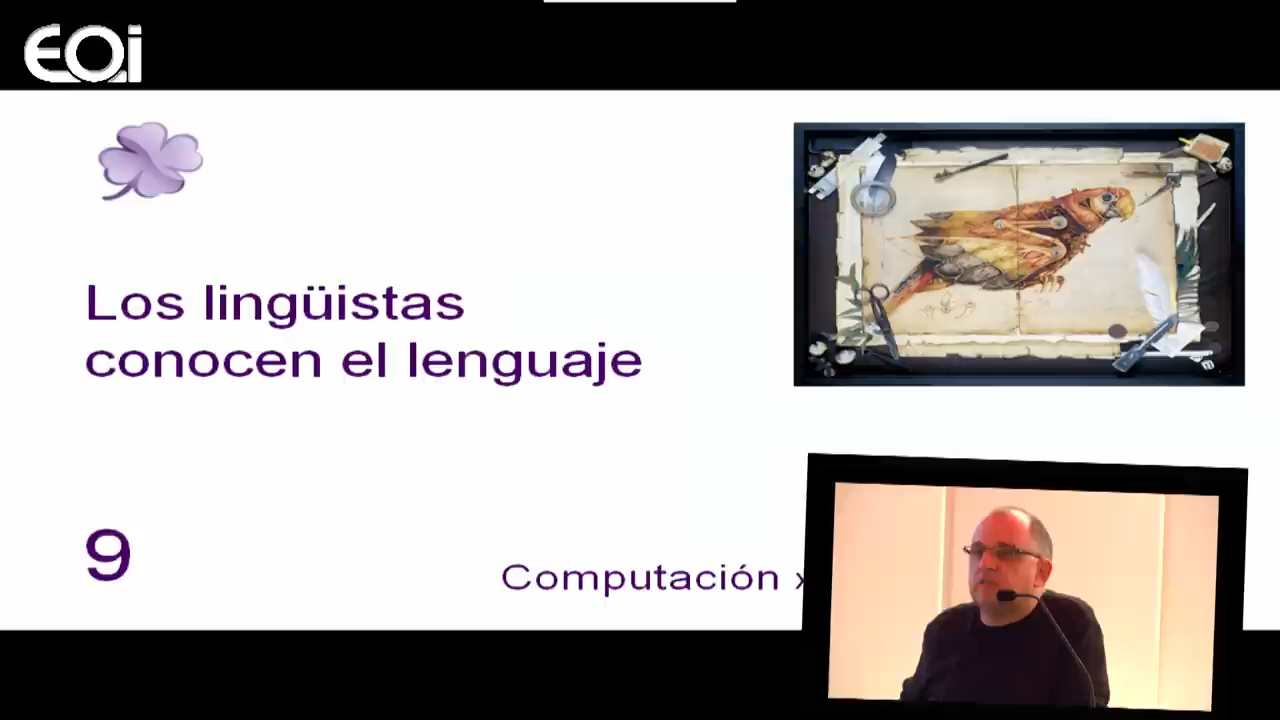 EOi
Los lingüistas
conocen el lenguaje
9
Computación »